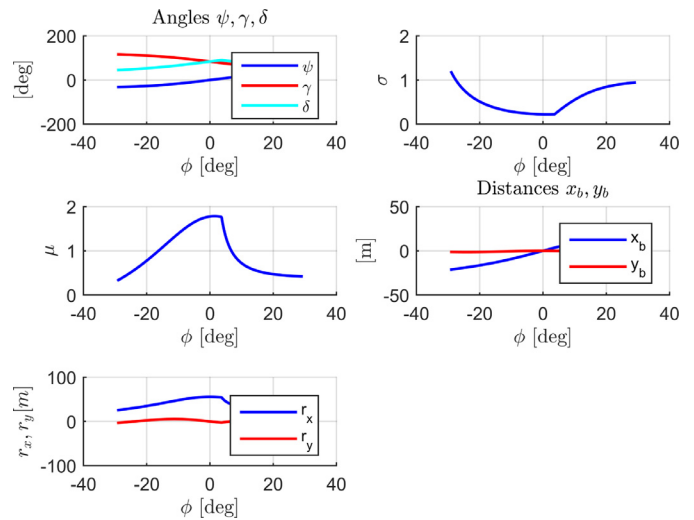 Angles ψ, γ, δ
[deg]
200
0
-200
-40 -20 0 20 40
ϕ [deg]
ψ
γ
δ
σ
2
1
0
-40 -20 0 20 40
ϕ [deg]
μ
2
1
0
-40 -20 0 20 40
ϕ [deg]
Distances x_b, y_b
[m]
50
0
-50
-40 -20 0 20 40
ϕ [deg]
x_b
y_b
r_x, r_y[m]
100
0
-100
-40 -20 0 20 40
ϕ [deg]
r_x
r_y